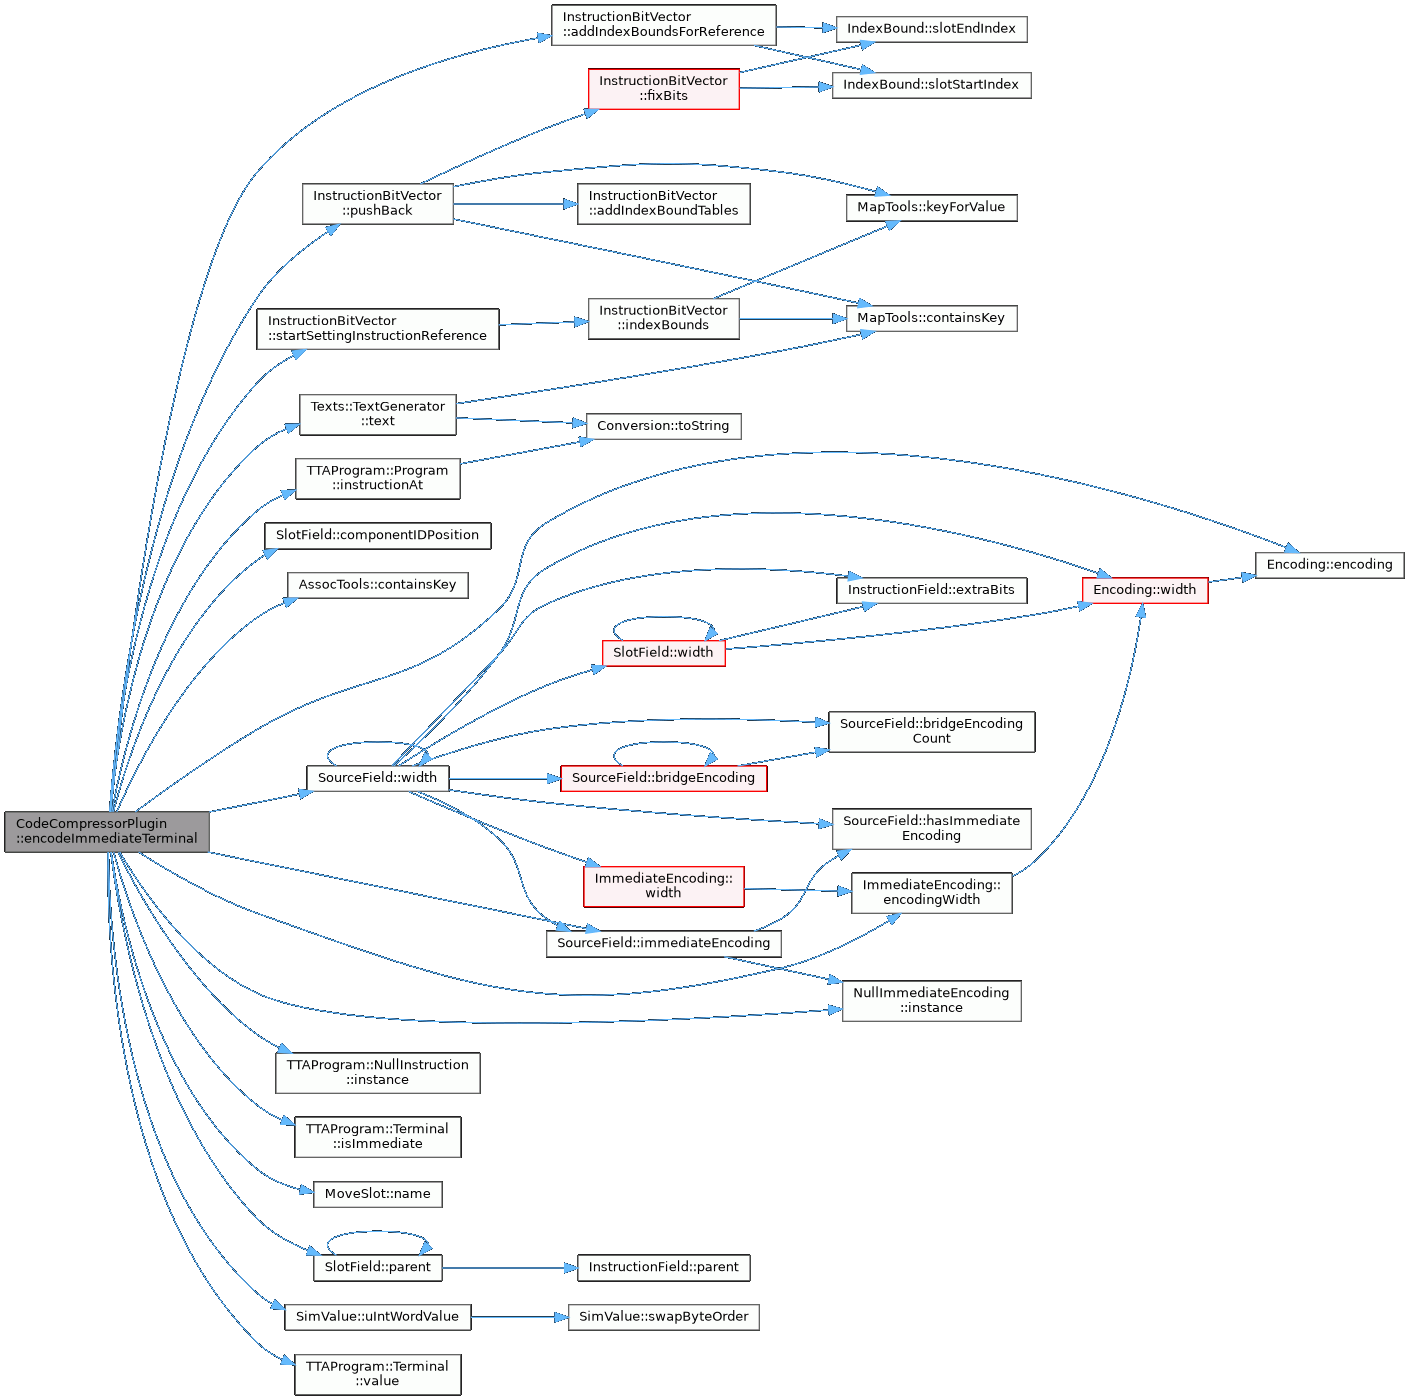 InstructionBitVector
::addIndexBoundsForReference
IndexBound::slotEndIndex
InstructionBitVector
::fixBits
IndexBound::slotStartIndex
InstructionBitVector
::pushBack
InstructionBitVector
::addIndexBoundTables
MapTools::keyForValue
InstructionBitVector
::startSettingInstructionReference
InstructionBitVector
::indexBounds
MapTools::containsKey
Texts::TextGenerator
::text
Conversion::toString
TTAProgram::Program
::instructionAt
SlotField::componentIDPosition
Encoding::encoding
AssocTools::containsKey
InstructionField::extraBits
Encoding::width
SlotField::width
SourceField::bridgeEncoding
Count
SourceField::width
SourceField::bridgeEncoding
CodeCompressorPlugin
::encodeImmediateTerminal
SourceField::hasImmediate
Encoding
ImmediateEncoding::
width
ImmediateEncoding::
encodingWidth
SourceField::immediateEncoding
NullImmediateEncoding
::instance
TTAProgram::NullInstruction
::instance
TTAProgram::Terminal
::isImmediate
MoveSlot::name
SlotField::parent
InstructionField::parent
SimValue::uIntWordValue
SimValue::swapByteOrder
TTAProgram::Terminal
::value